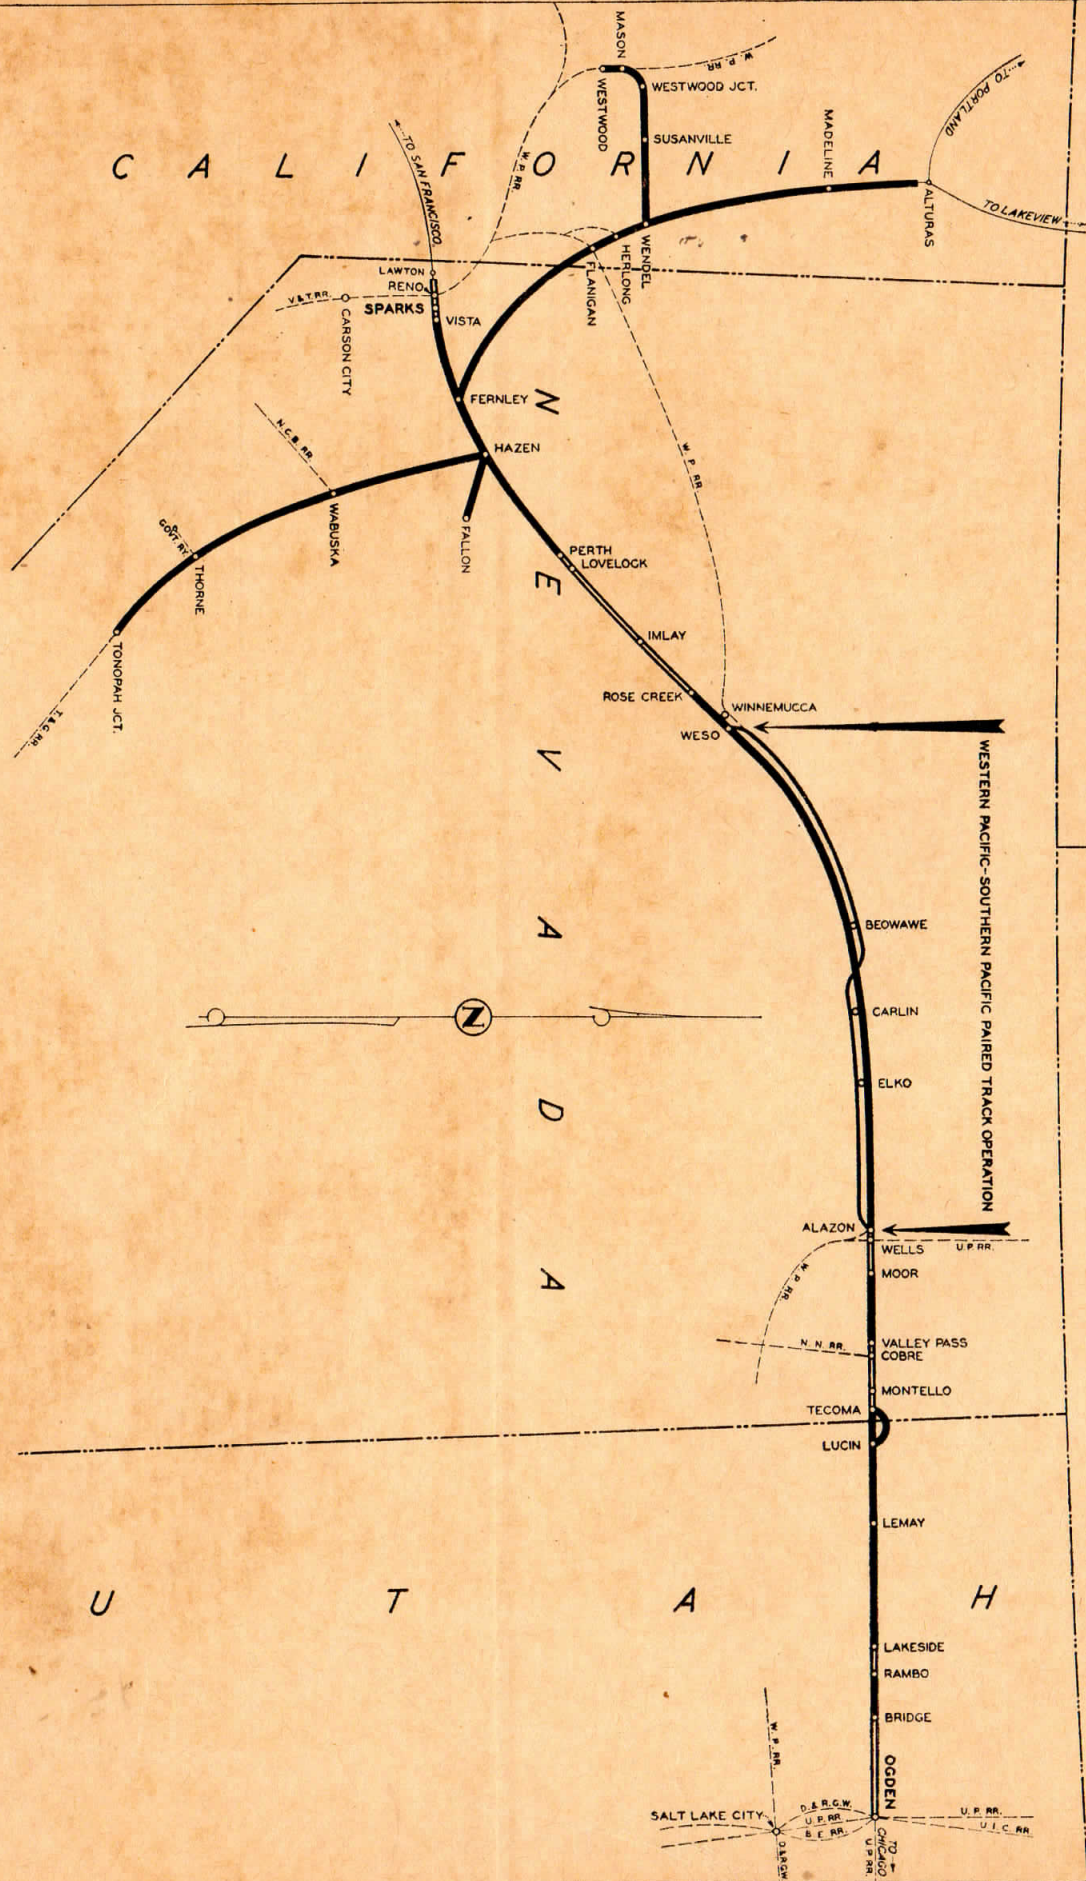 MASON
W. P. RR.
WESTWOOD
WESTWOOD JCT.
TO PORTLAND
SUSANVILLE
MADELINE
CALIFORNIA
TO SAN FRANCISCO.
W. P. RR.
ALTURAS
TO LAKEVIEW
WENDEL
HERLONG
FLANIGAN
LAWTON
RENO
V. & T. RR.
SPARKS
VISTA
CARSON CITY
FERNLEY
NEVADA
N. C. B. RR.
HAZEN
W. P. RR.
WABUSKA
FALLON
GOVT. RY.
THORNE
PERTH
LOVELOCK
TONOPAH JCT.
T. & G. RR.
IMLAY
ROSE CREEK
WINNEMUCCA
WESO
WESTERN PACIFIC-SOUTHERN PACIFIC PAIRED TRACK OPERATION
BEOWAWE
Z
CARLIN
ELKO
ALAZON
WELLS
U. P. RR.
MOOR
W. P. RR.
N. N. RR.
VALLEY PASS
COBRE
MONTELLO
TECOMA
LUCIN
LEMAY
UTAH
LAKESIDE
RAMBO
BRIDGE
W. P. RR.
OGDEN
SALT LAKE CITY
D. & R. G. W.
U. P. RR.
B. E. RR.
U. P. RR.
U. I. C. RR.
D. & R. G. W.
TO CHICAGO
U. P. RR.